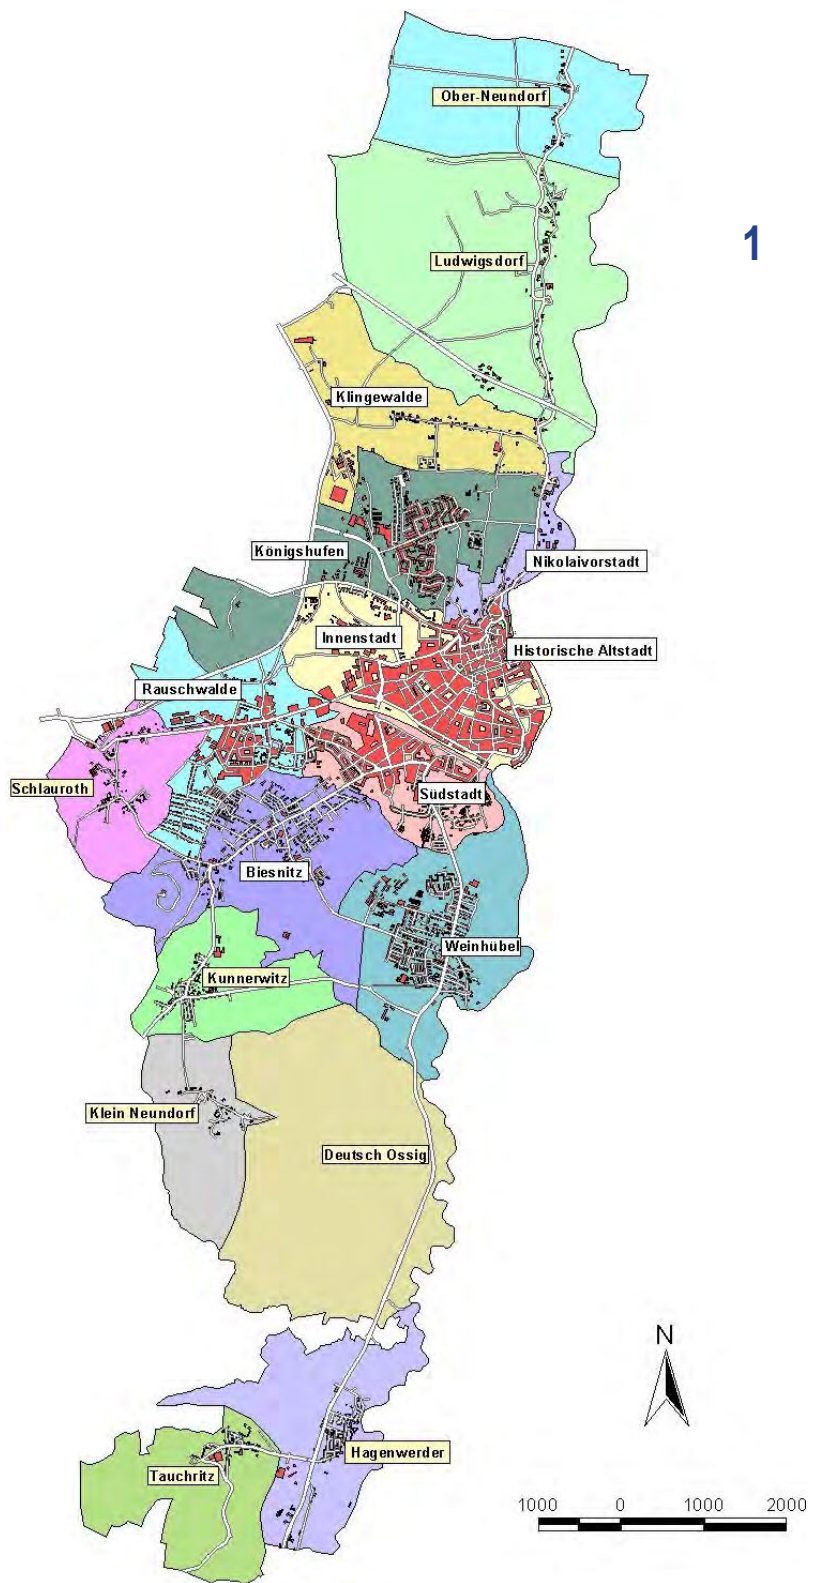 Ober-Neundorf
1
Ludwigsdorf
Klingewalde
Königshufen
Nikolaivorstadt
Innenstadt
Historische Altstadt
Rauschwalde
Schlauroth
Südstadt
Biesnitz
Weinhübel
Kunnerwitz
Klein Neundorf
Deutsch Ossig
N
Hagenwerder
Tauchritz
1000 0 1000 2000